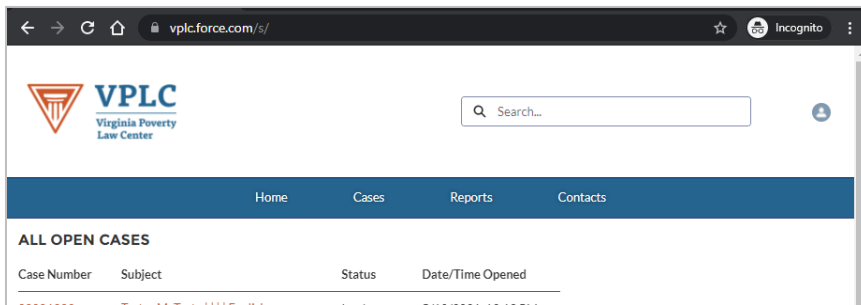 vplc.force.com/s/
Incognito
VPLC
Virginia Poverty
Law Center
Search...
Home Cases Reports Contacts
ALL OPEN CASES
Case Number Subject Status Date/Time Opened